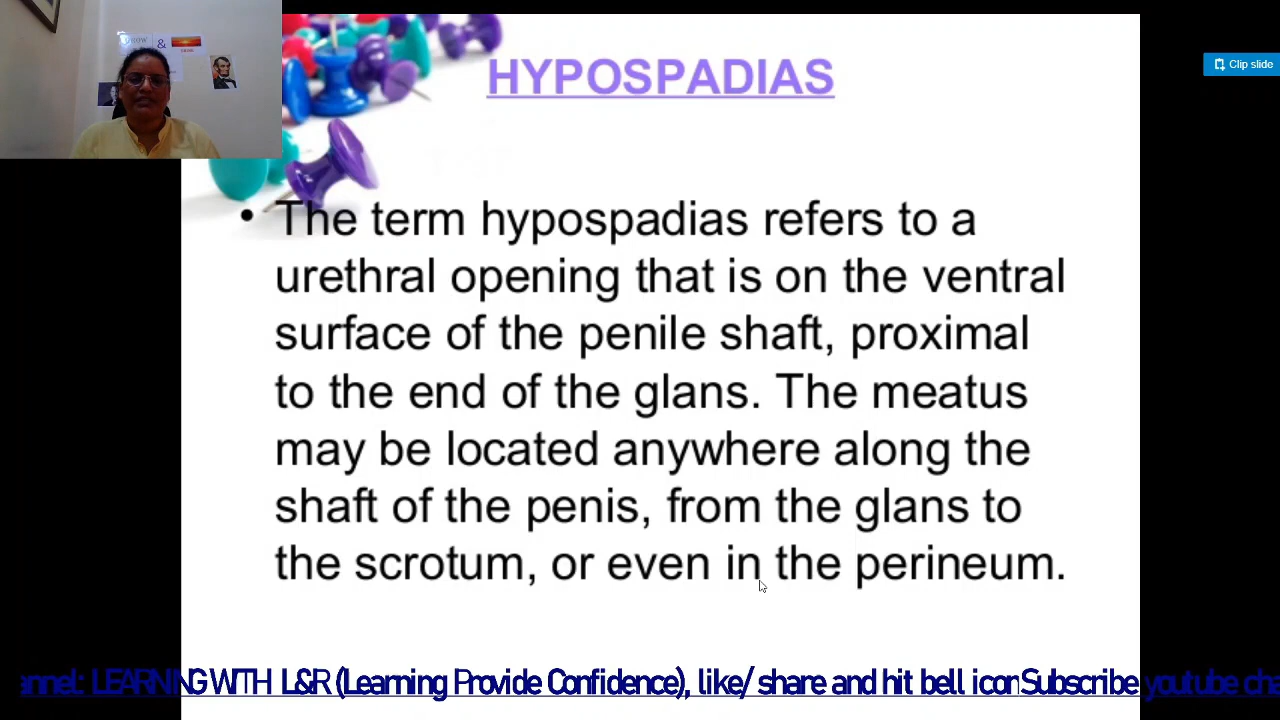 HYPOSPADIAS
Clip slide
&
• The term hypospadias refers to a
urethral opening that is on the ventral
surface of the penile shaft, proximal
to the end of the glans. The meatus
may be located anywhere along the
shaft of the penis, from the glans to
the scrotum, or even in the perineum.
annel: LEARNING WITH L&R (Learning Provide Confidence), like/ share and hit bell icon Subscribe youtube cha